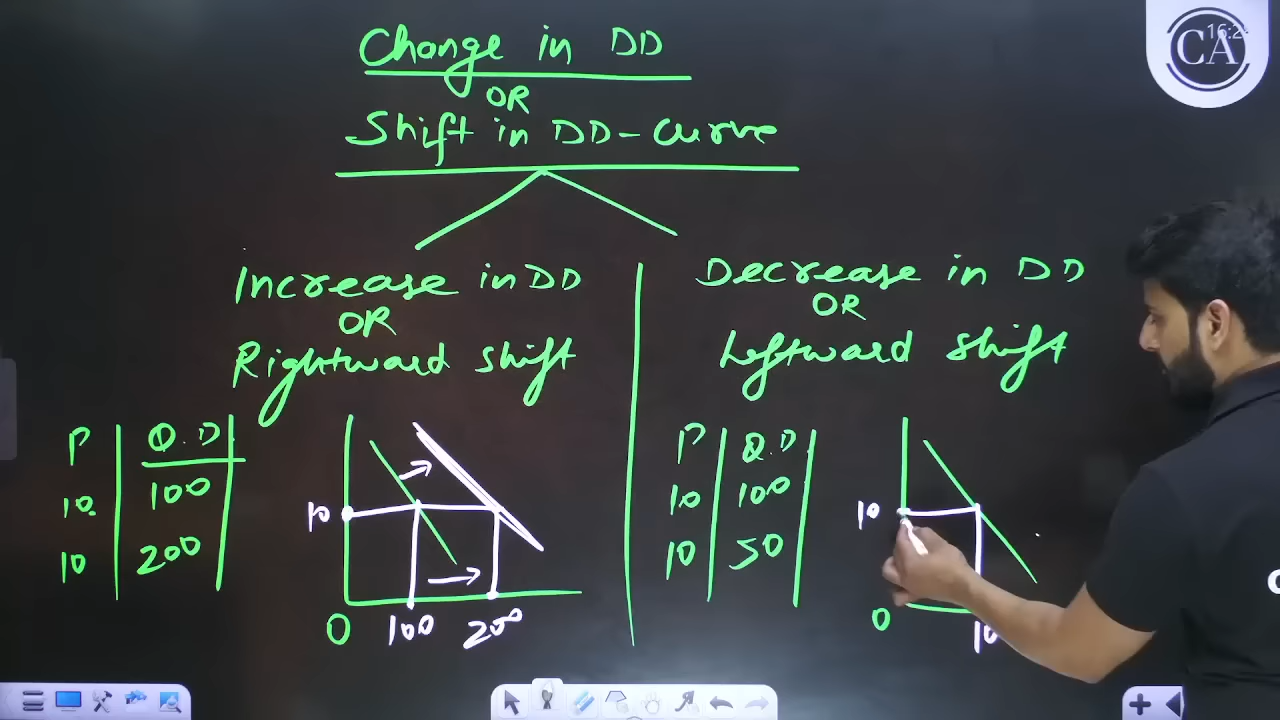 Change in DD
OR
Shift in DD-curve
Increase in DD
OR
Rightward shift
Decrease in DD
OR
Leftward shift
P Q.D
10 100
10 200
10
0 100 200
P Q.D
10 100
10 50
10
0 10
CA